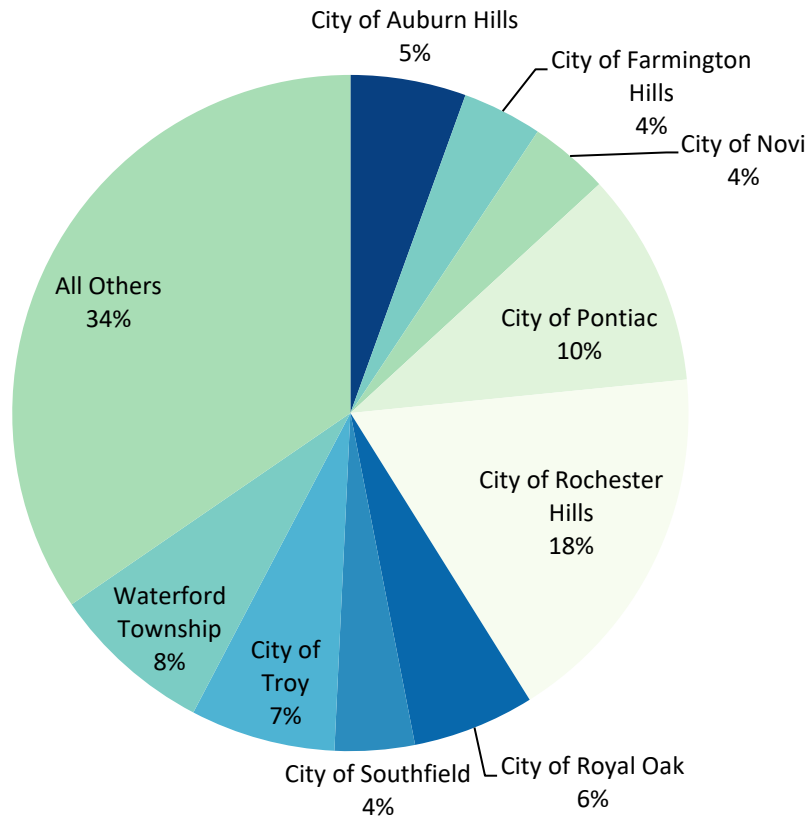 City of Auburn Hills
5%
City of Farmington
Hills
4%
City of Novi
4%
City of Pontiac
10%
City of Rochester
Hills
18%
City of Royal Oak
6%
City of Southfield
4%
City of
Troy
7%
Waterford
Township
8%
All Others
34%